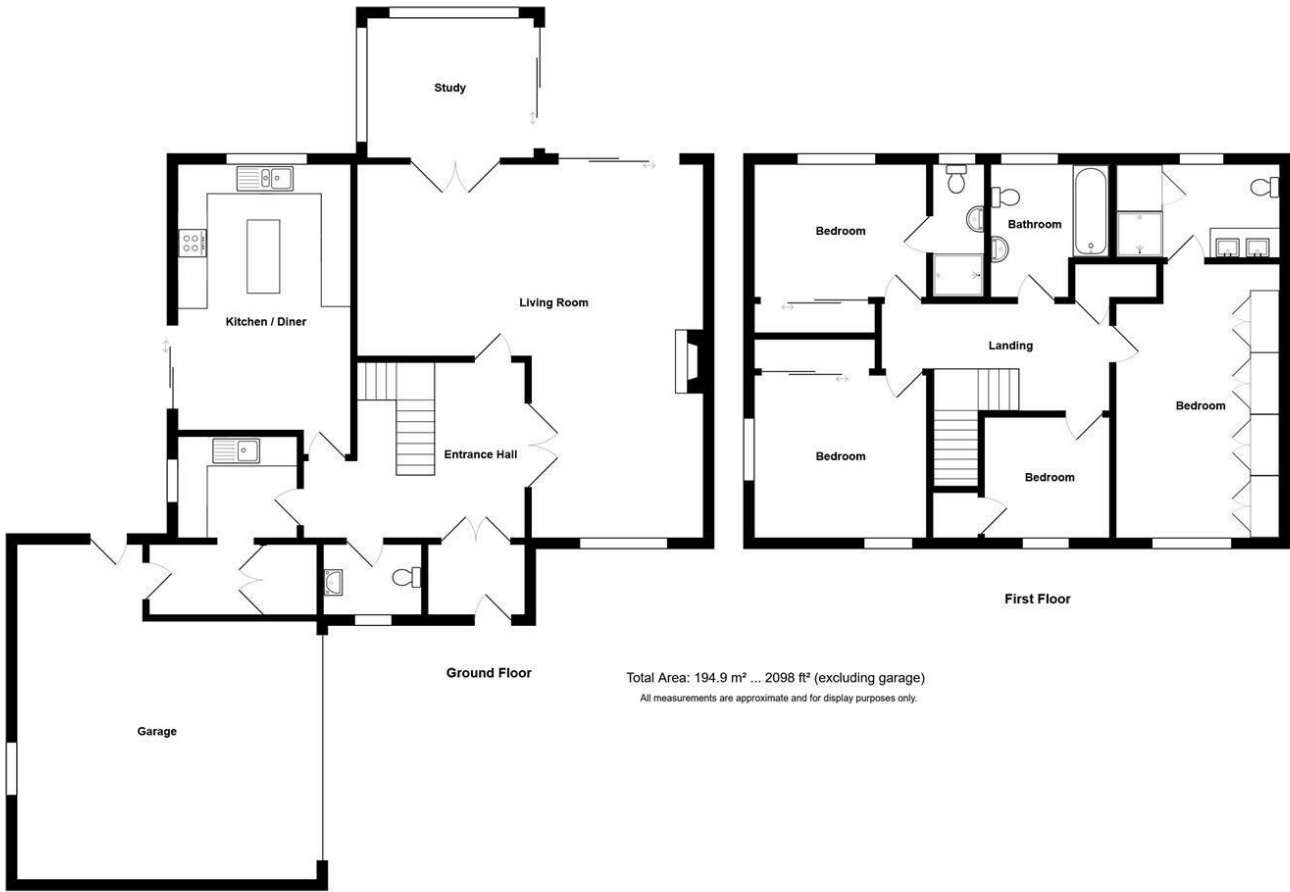 Study
Kitchen / Diner
Living Room
Entrance Hall
Garage
Ground Floor
Bedroom
Bathroom
Landing
Bedroom
Bedroom
Bedroom
First Floor
Total Area: 194.9 m² ... 2098 ft² (excluding garage)
All measurements are approximate and for display purposes only.